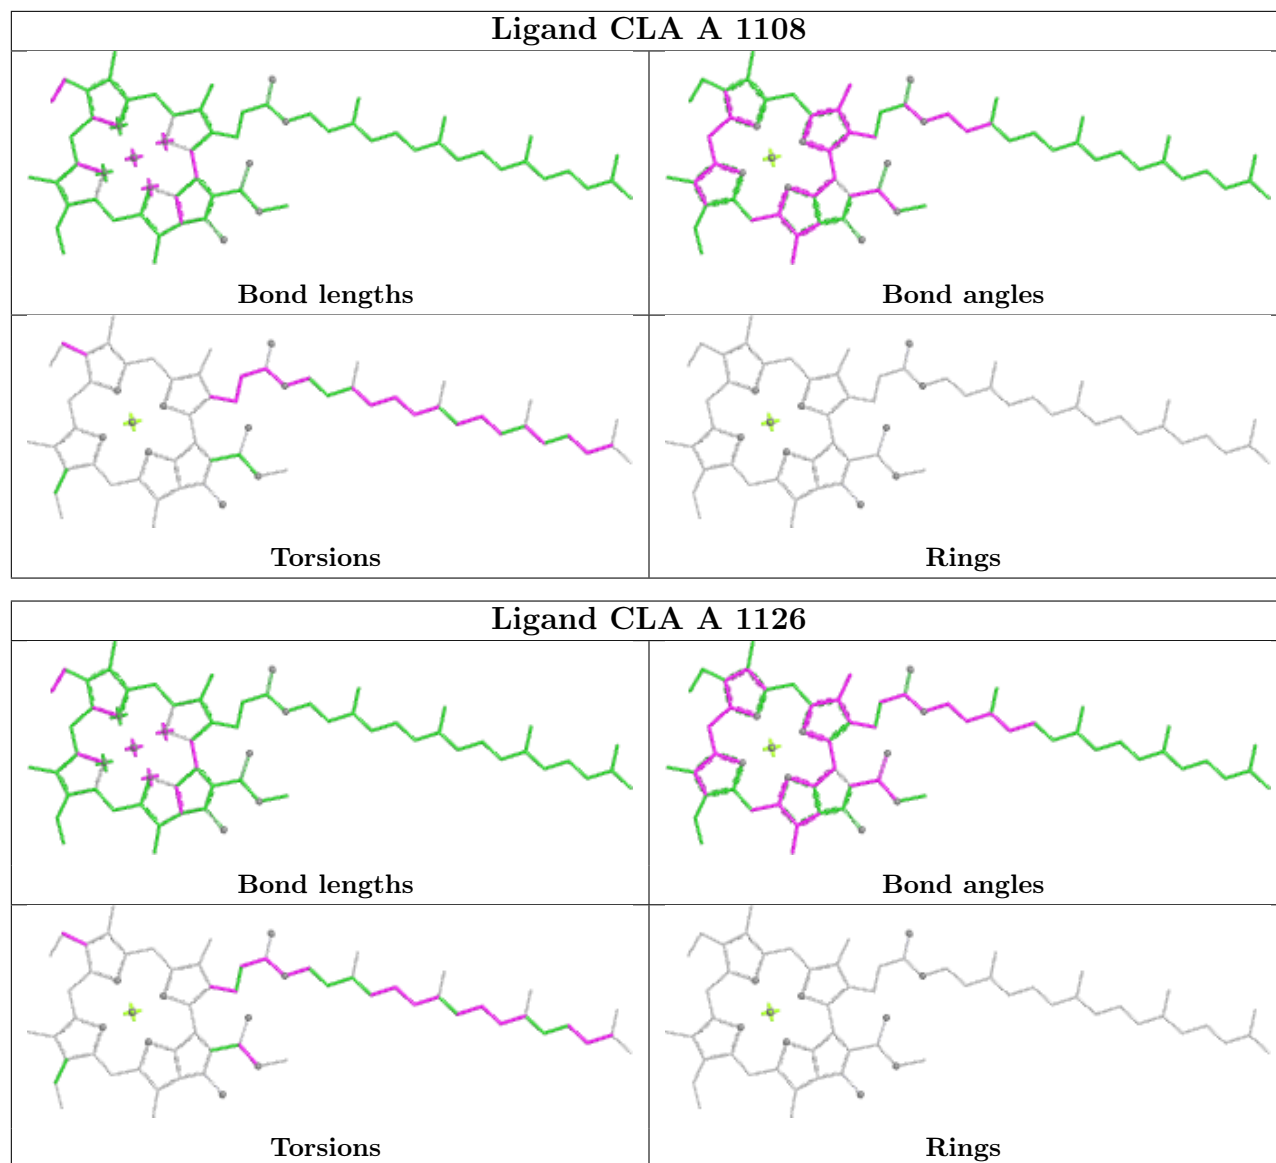 Ligand CLA A 1108
Bond lengths
Bond angles
Torsions
Rings
Ligand CLA A 1126
Bond lengths
Bond angles
Torsions
Rings